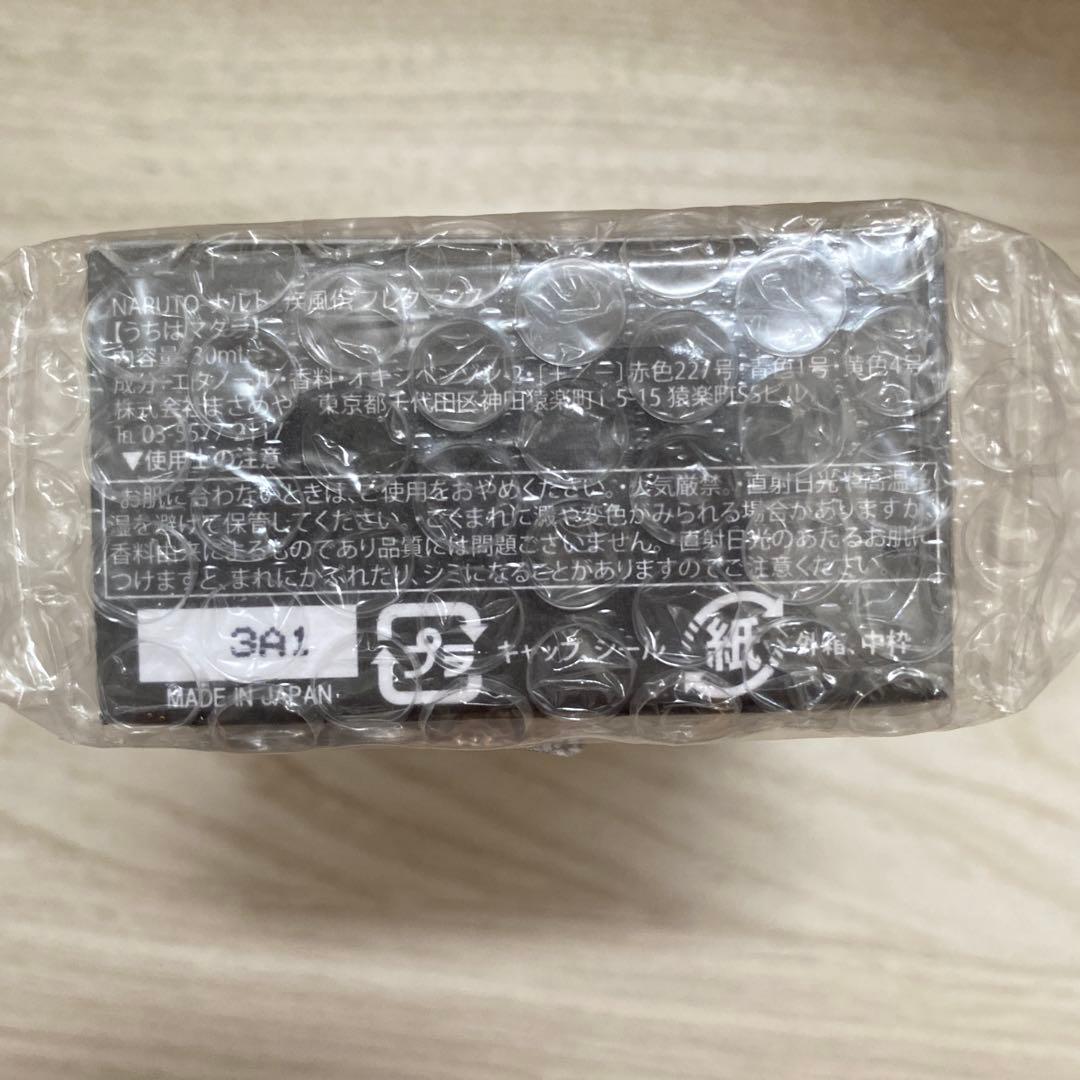 NARUTO ナルト 疾風伝 フレグランス
【うちはマダラ】
内容量 30mL
成分 エタノール・香料・オキシベンゾン 赤色227号・青色1号・黄色4号
株式会社まさめや 東京都千代田区神田猿楽町 5-15 猿楽町SSビル
▼使用上の注意
お肌に合わないときは、ご使用をおやめください。・火気厳禁。直射日光や高温
湿を避けて保管してください。ごくまれに 変色がみられる場合がありますが
香料由来によるものであり品質には問題ございません。直射日光のあたるお肌に
つけますと、まれにかぶれたり、シミになることがありますのでご注意ください。
3A1
MADE IN JAPAN
プラ キャップ、シール
紙 外箱、中枠